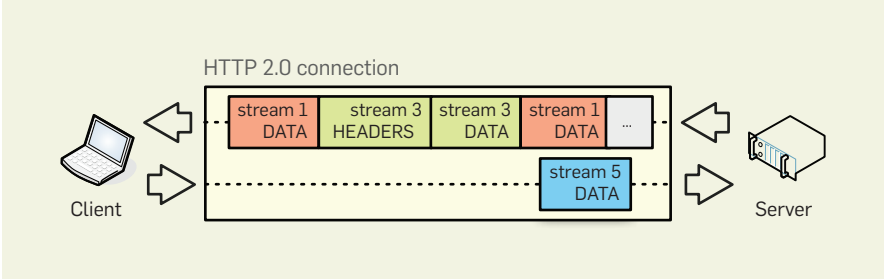 HTTP 2.0 connection
stream 1
DATA
stream 3
HEADERS
stream 3
DATA
stream 1
DATA
...
stream 5
DATA
Client
Server